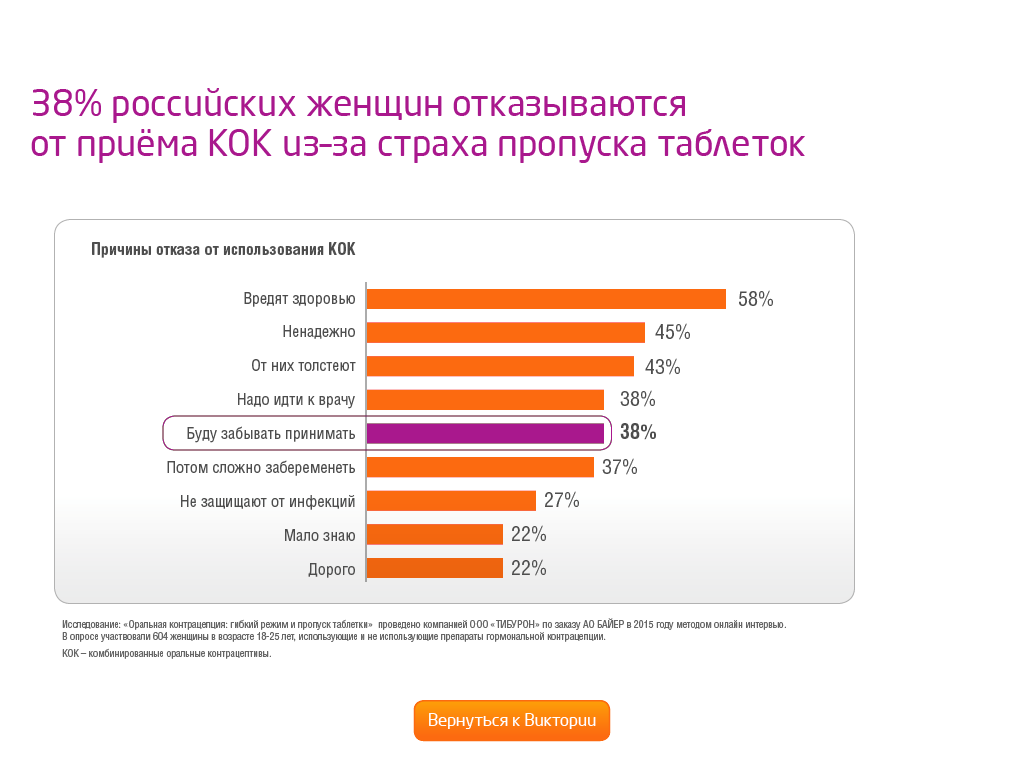 38% российских женщин отказываются
от приёма КОК из-за страха пропуска таблеток
Причины отказа от использования КОК
Вредят здоровью 58%
Ненадежно 45%
От них толстеют 43%
Надо идти к врачу 38%
Буду забывать принимать 38%
Потом сложно забеременеть 37%
Не защищают от инфекций 27%
Мало знаю 22%
Дорого 22%
Исследование: «Оральная контрацепция: гибкий режим и пропуск таблетки» проведено компанией ООО «ТИБУРОН» по заказу АО БАЙЕР в 2015 году методом онлайн интервью.
В опросе участвовали 604 женщины в возрасте 18-25 лет, использующие и не использующие препараты гормональной контрацепции.
КОК – комбинированные оральные контрацептивы.
Вернуться к Виктории